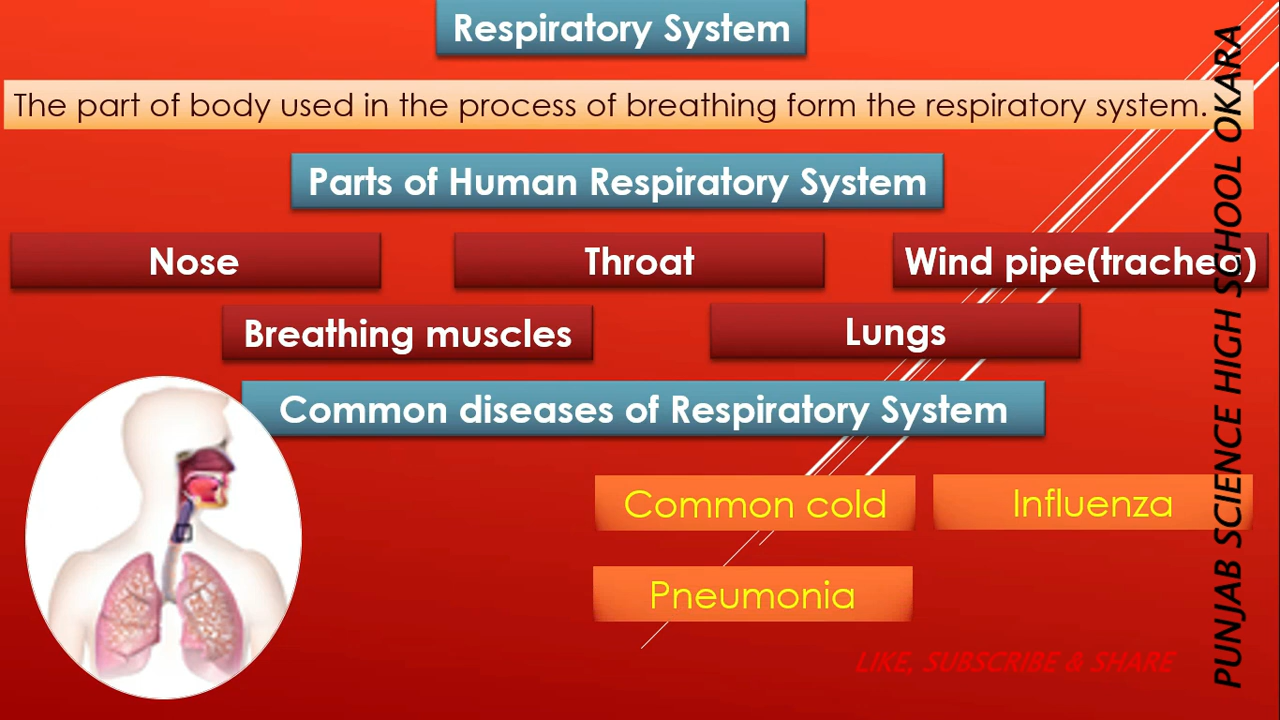 Respiratory System
The part of body used in the process of breathing form the respiratory system.
Parts of Human Respiratory System
Nose
Throat
Wind pipe(trachea)
Breathing muscles
Lungs
Common diseases of Respiratory System
Common cold
Influenza
Pneumonia
LIKE, SUBSCRIBE & SHARE
PUNJAB SCIENCE HIGH SCHOOL OKARA